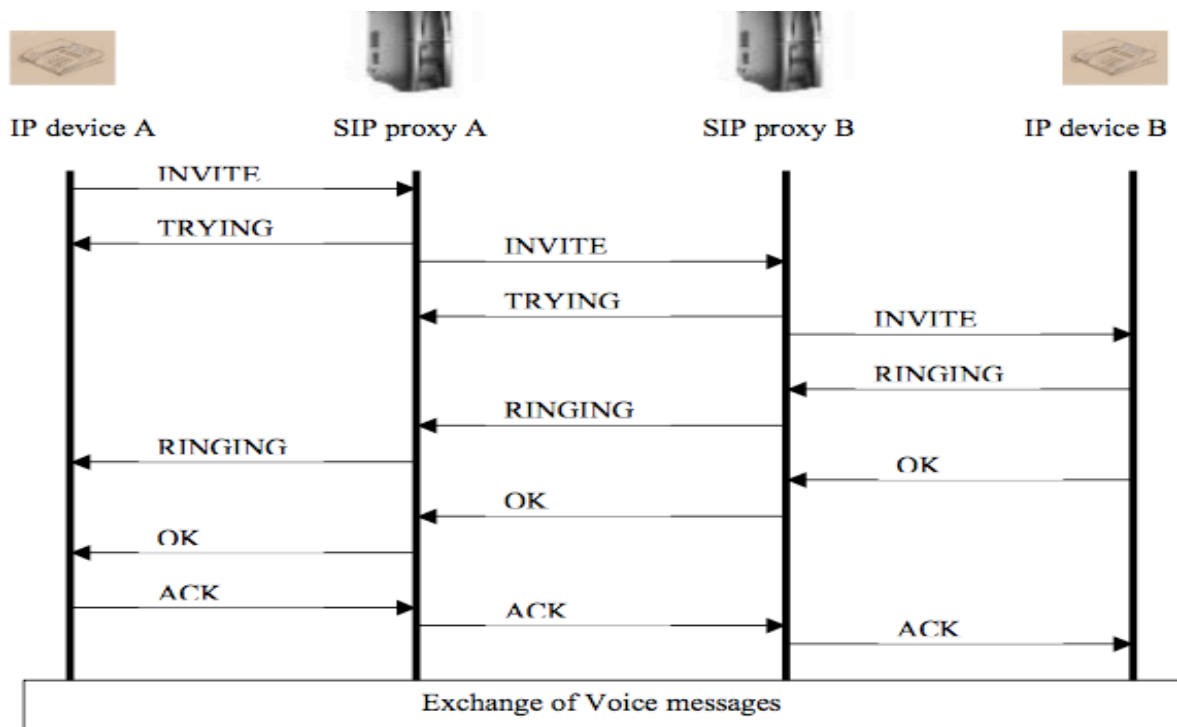 IP device A
SIP proxy A
SIP proxy B
IP device B
INVITE
TRYING
INVITE
TRYING
INVITE
RINGING
RINGING
RINGING
OK
OK
OK
ACK
ACK
ACK
Exchange of Voice messages